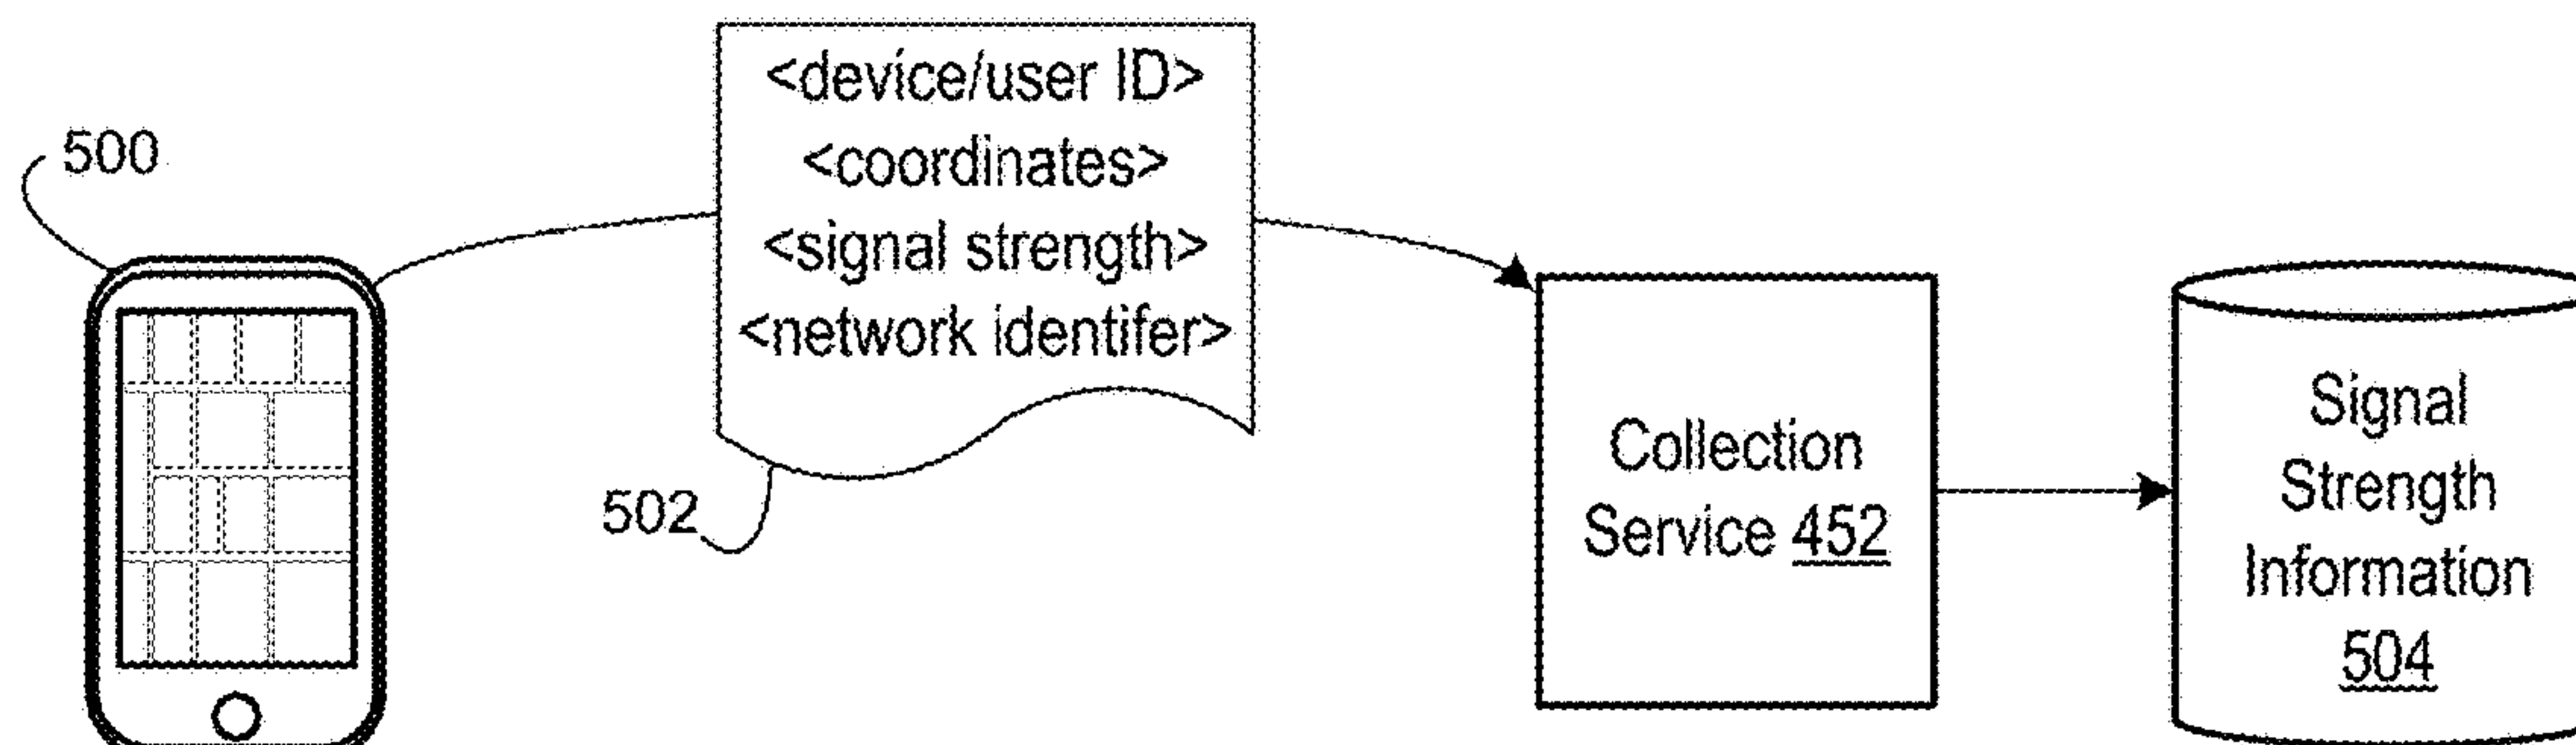 500
<device/user ID>
<coordinates>
<signal strength>
<network identifer>
502
Collection
Service 452
Signal
Strength
Information
504